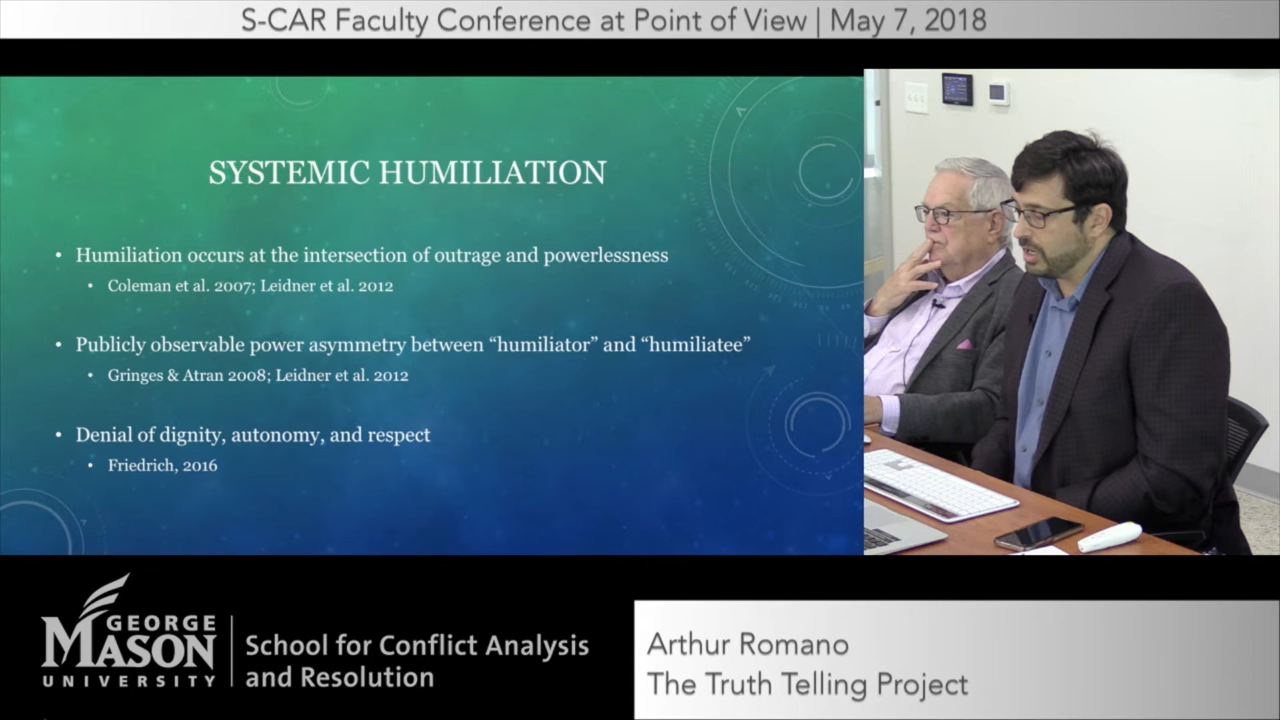 S-CAR Faculty Conference at Point of View | May 7, 2018
SYSTEMIC HUMILIATION
• Humiliation occurs at the intersection of outrage and powerlessness
• Coleman et al. 2007; Leidner et al. 2012
• Publicly observable power asymmetry between “humiliator” and “humiliatee”
• Gringes & Atran 2008; Leidner et al. 2012
• Denial of dignity, autonomy, and respect
• Friedrich, 2016
GEORGE
MASON
UNIVERSITY
School for Conflict Analysis
and Resolution
Arthur Romano
The Truth Telling Project